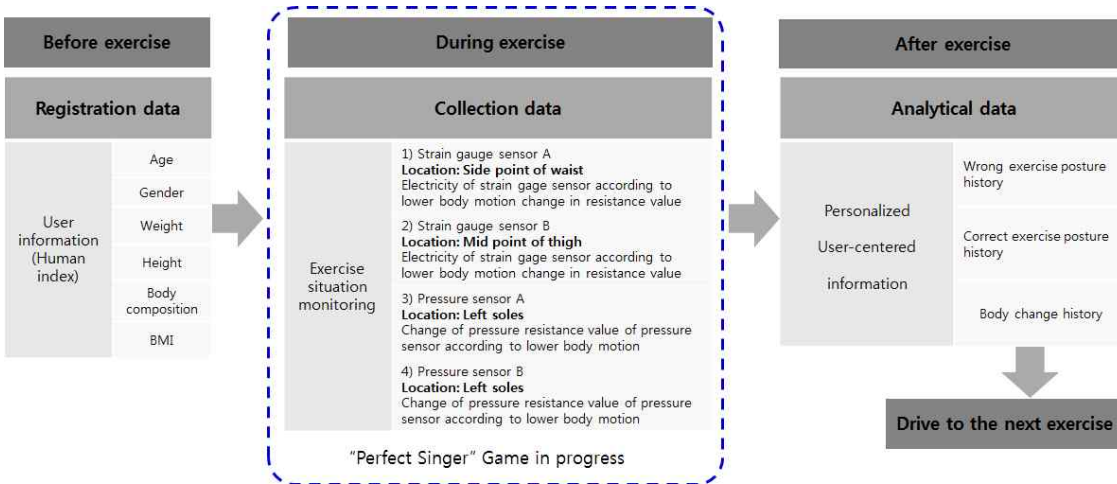 Before exercise
Registration data
User
information
(Human
index)
Age
Gender
Weight
Height
Body
composition
BMI
During exercise
Collection data
Exercise
situation
monitoring
1) Strain gauge sensor A
Location: Side point of waist
Electricity of strain gage sensor according to
lower body motion change in resistance value
2) Strain gauge sensor B
Location: Mid point of thigh
Electricity of strain gage sensor according to
lower body motion change in resistance value
3) Pressure sensor A
Location: Left soles
Change of pressure resistance value of pressure
sensor according to lower body motion
4) Pressure sensor B
Location: Left soles
Change of pressure resistance value of pressure
sensor according to lower body motion
"Perfect Singer" Game in progress
After exercise
Analytical data
Personalized
User-centered
information
Wrong exercise posture
history
Correct exercise posture
history
Body change history
Drive to the next exercise